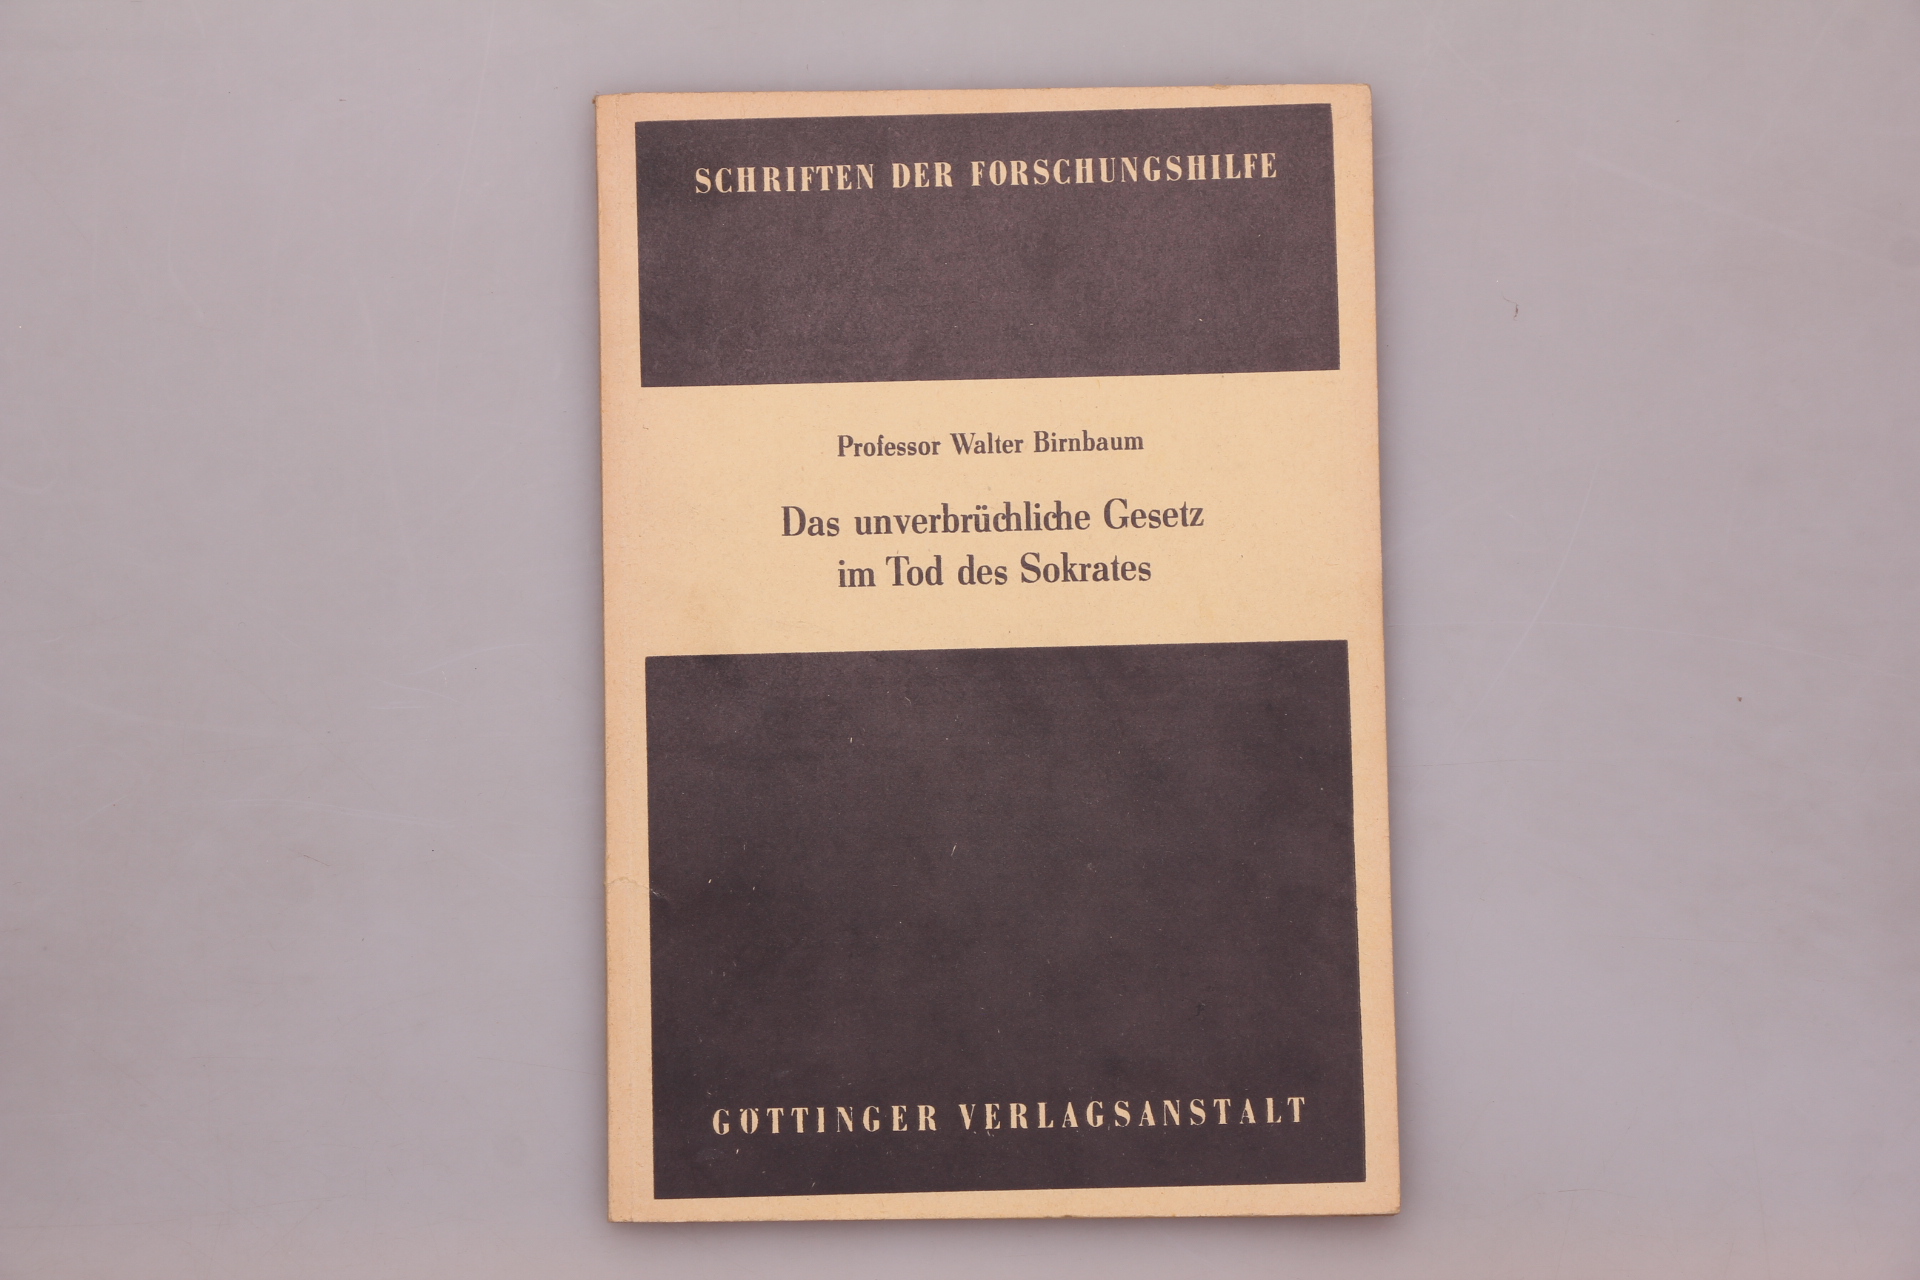 SCHRIFTEN DER FORSCHUNGSHILFE
Professor Walter Birnbaum
Das unverbrüchliche Gesetz
im Tod des Sokrates
GÖTTINGER VERLAGSANSTALT